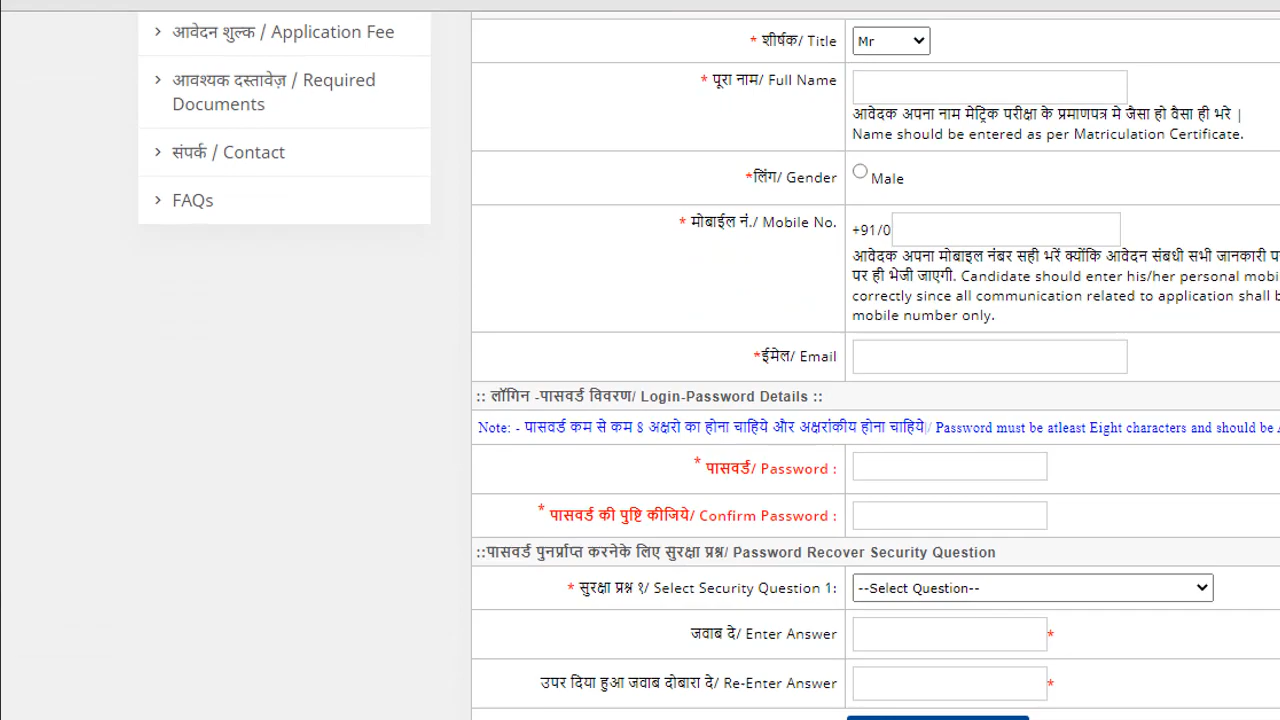 आवेदन शुल्क / Application Fee
आवश्यक दस्तावेज़ / Required
Documents
संपर्क / Contact
FAQs
* शीर्षक/ Title
Mr
* पूरा नाम/ Full Name
आवेदक अपना नाम मेट्रिक परीक्षा के प्रमाणपत्र मे जैसा हो वैसा ही भरे |
Name should be entered as per Matriculation Certificate.
*लिंग/ Gender
Male
* मोबाईल नं./ Mobile No.
+91/0
आवेदक अपना मोबाइल नंबर सही भरें क्योंकि आवेदन संबधी सभी जानकारी
पर ही भेजी जाएगी. Candidate should enter his/her personal
correctly since all communication related to application shall
mobile number only.
*ईमेल/ Email
:: लॉगिन -पासवर्ड विवरण/ Login-Password Details ::
Note: - पासवर्ड कम से कम 8 अक्षरो का होना चाहिये और अक्षरांकीय होना चाहिये|/ Password must be atleast Eight characters and should be
* पासवर्ड/ Password :
* पासवर्ड की पुष्टि कीजिये/ Confirm Password :
::पासवर्ड पुनर्प्राप्त करनेके लिए सुरक्षा प्रश्न/ Password Recover Security Question
* सुरक्षा प्रश्न १/ Select Security Question 1:
--Select Question--
जवाब दे/ Enter Answer
*
उपर दिया हुआ जवाब दोबारा दे/ Re-Enter Answer
*